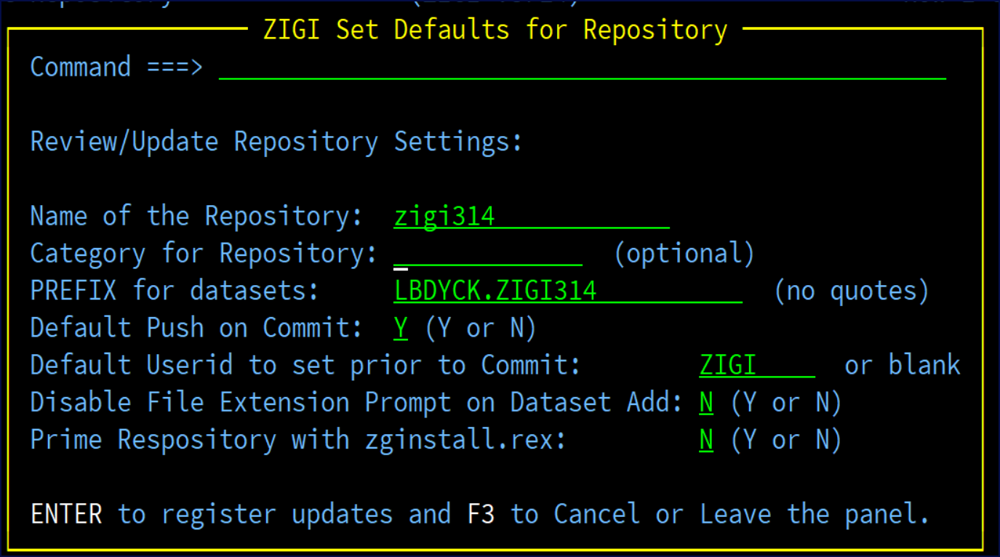 ZIGI Set Defaults for Repository
Command ===>
Review/Update Repository Settings:
Name of the Repository: zigi314
Category for Repository: (optional)
PREFIX for datasets: LBDYCK.ZIGI314 (no quotes)
Default Push on Commit: Y (Y or N)
Default Userid to set prior to Commit: ZIGI or blank
Disable File Extension Prompt on Dataset Add: N (Y or N)
Prime Respository with zginstall.rex: N (Y or N)
ENTER to register updates and F3 to Cancel or Leave the panel.